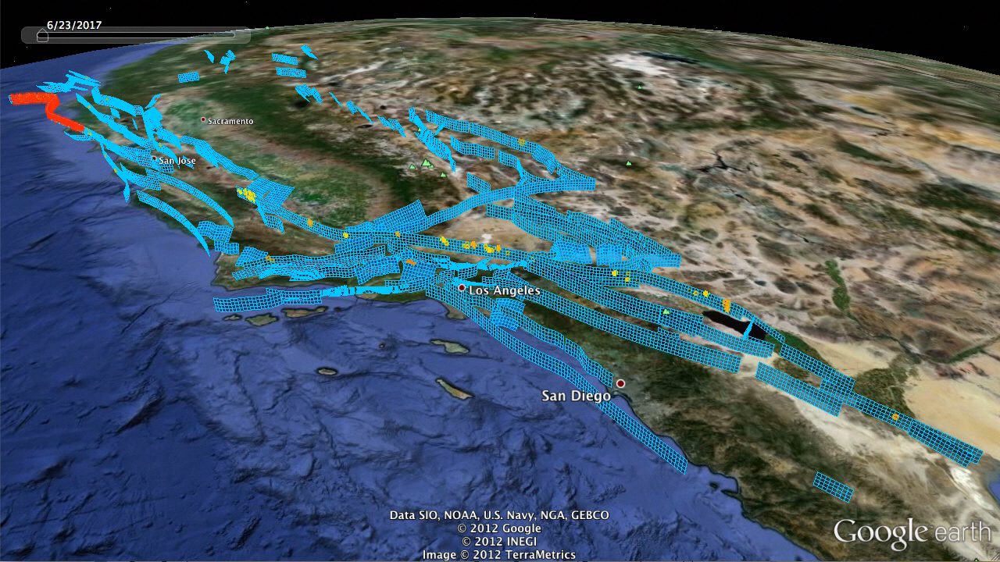 6/23/2017
Sacramento
San Jose
Los Angeles
San Diego
Data SIO, NOAA, U.S. Navy, NGA, GEBCO
© 2012 Google
© 2012 INEGI
Image © 2012 TerraMetrics
Google earth